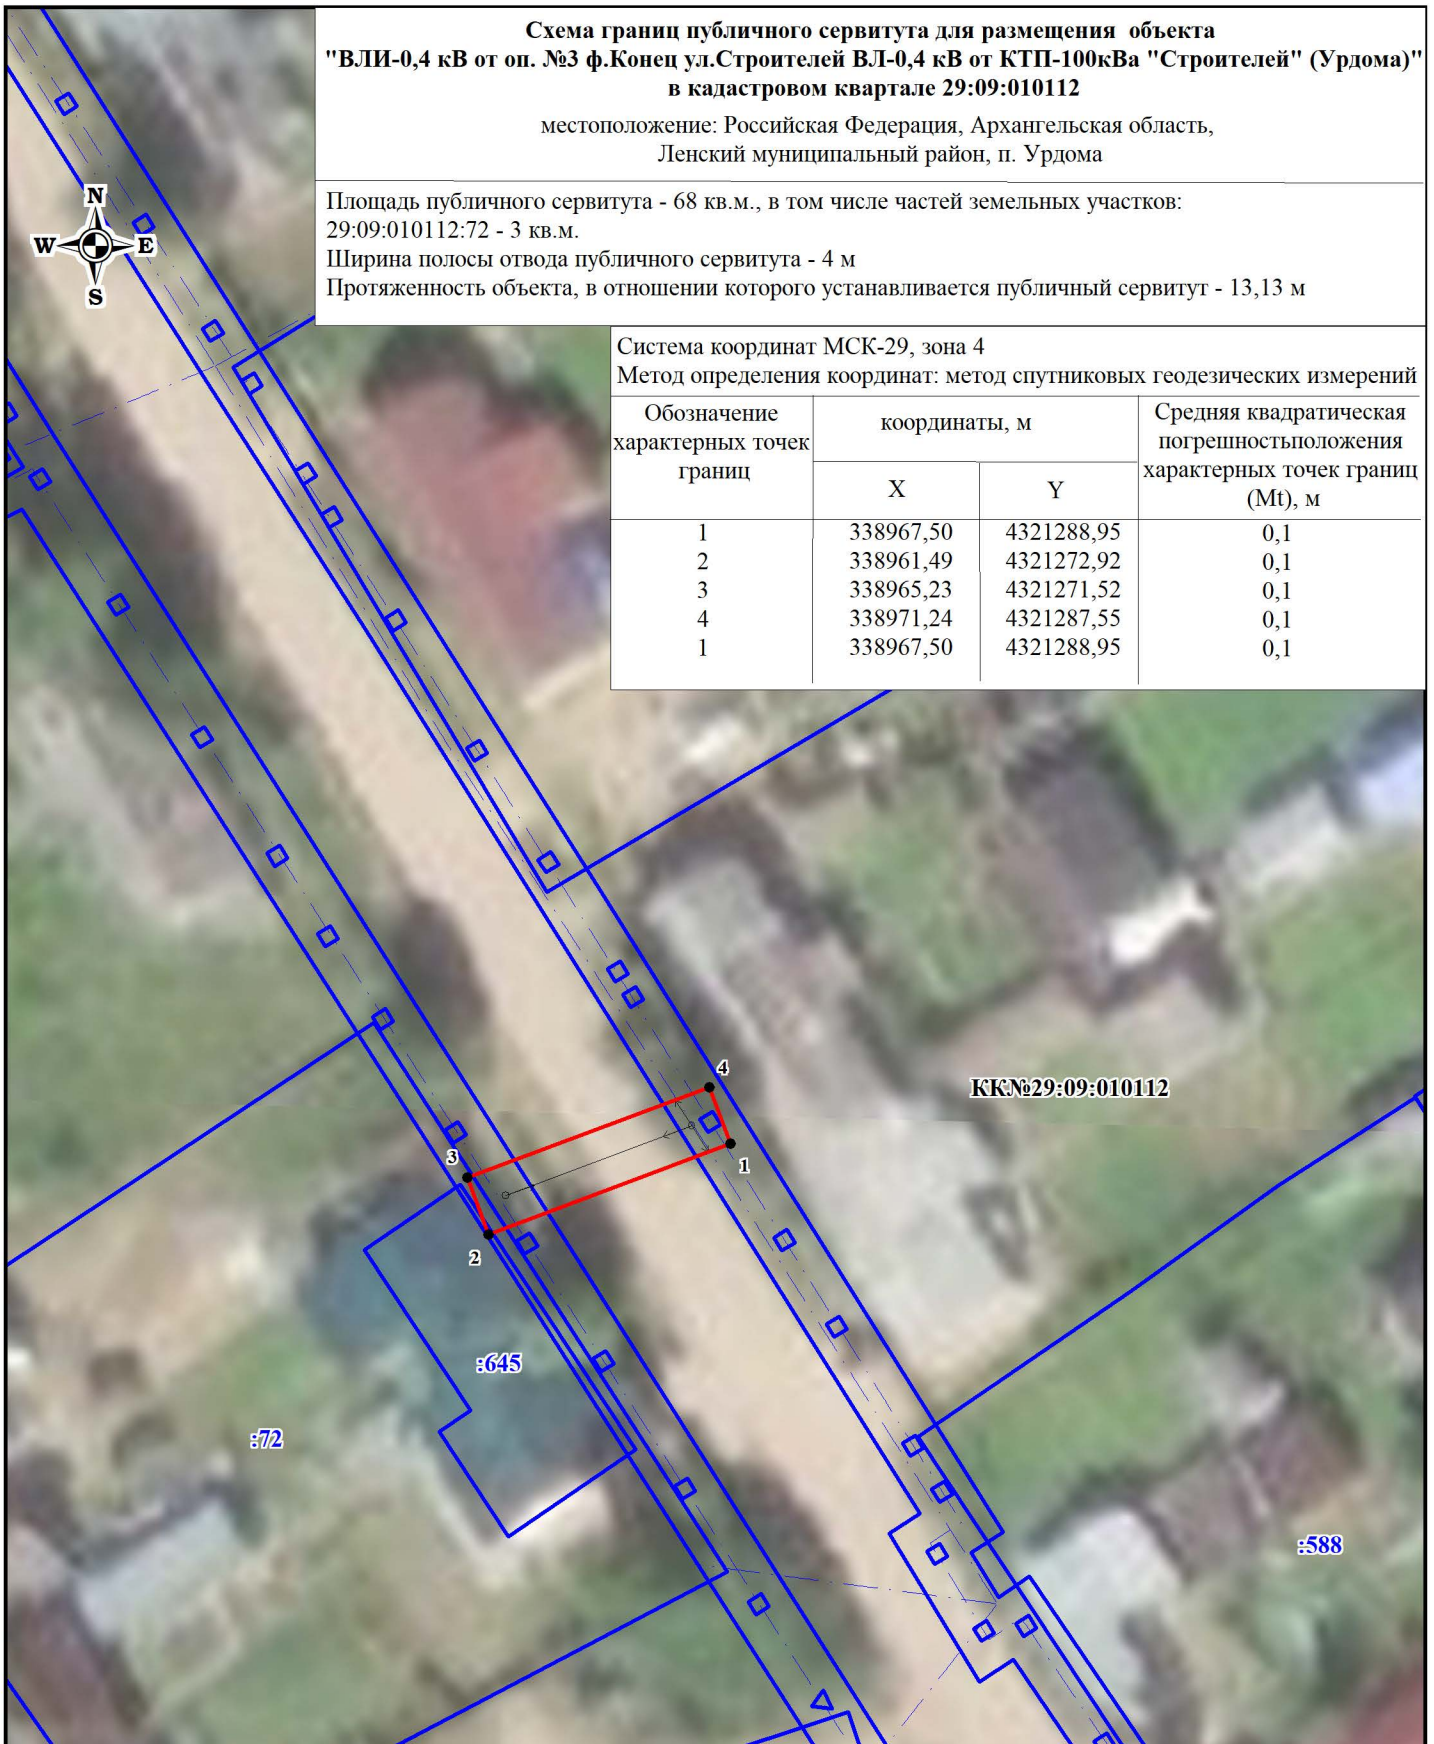 Схема границ публичного сервитута для размещения объекта
"ВЛИ-0,4 кВ от оп. №3 ф.Конец ул.Строителей ВЛ-0,4 кВ от КТП-100кВа "Строителей" (Урдома)"
в кадастровом квартале 29:09:010112
местоположение: Российская Федерация, Архангельская область,
Ленский муниципальный район, п. Урдома
Площадь публичного сервитута - 68 кв.м., в том числе частей земельных участков:
29:09:010112:72 - 3 кв.м.
Ширина полосы отвода публичного сервитута - 4 м
Протяженность объекта, в отношении которого устанавливается публичный сервитут - 13,13 м
N
W E
S
Система координат МСК-29, зона 4
Метод определения координат: метод спутниковых геодезических измерений
Обозначение
характерных точек
границ
координаты, м
X Y
Средняя квадратическая
погрешностьположения
характерных точек границ
(Mt), м
1 338967,50 4321288,95 0,1
2 338961,49 4321272,92 0,1
3 338965,23 4321271,52 0,1
4 338971,24 4321287,55 0,1
1 338967,50 4321288,95 0,1
4
КК№29:09:010112
3
1
2
:645
:72
:588